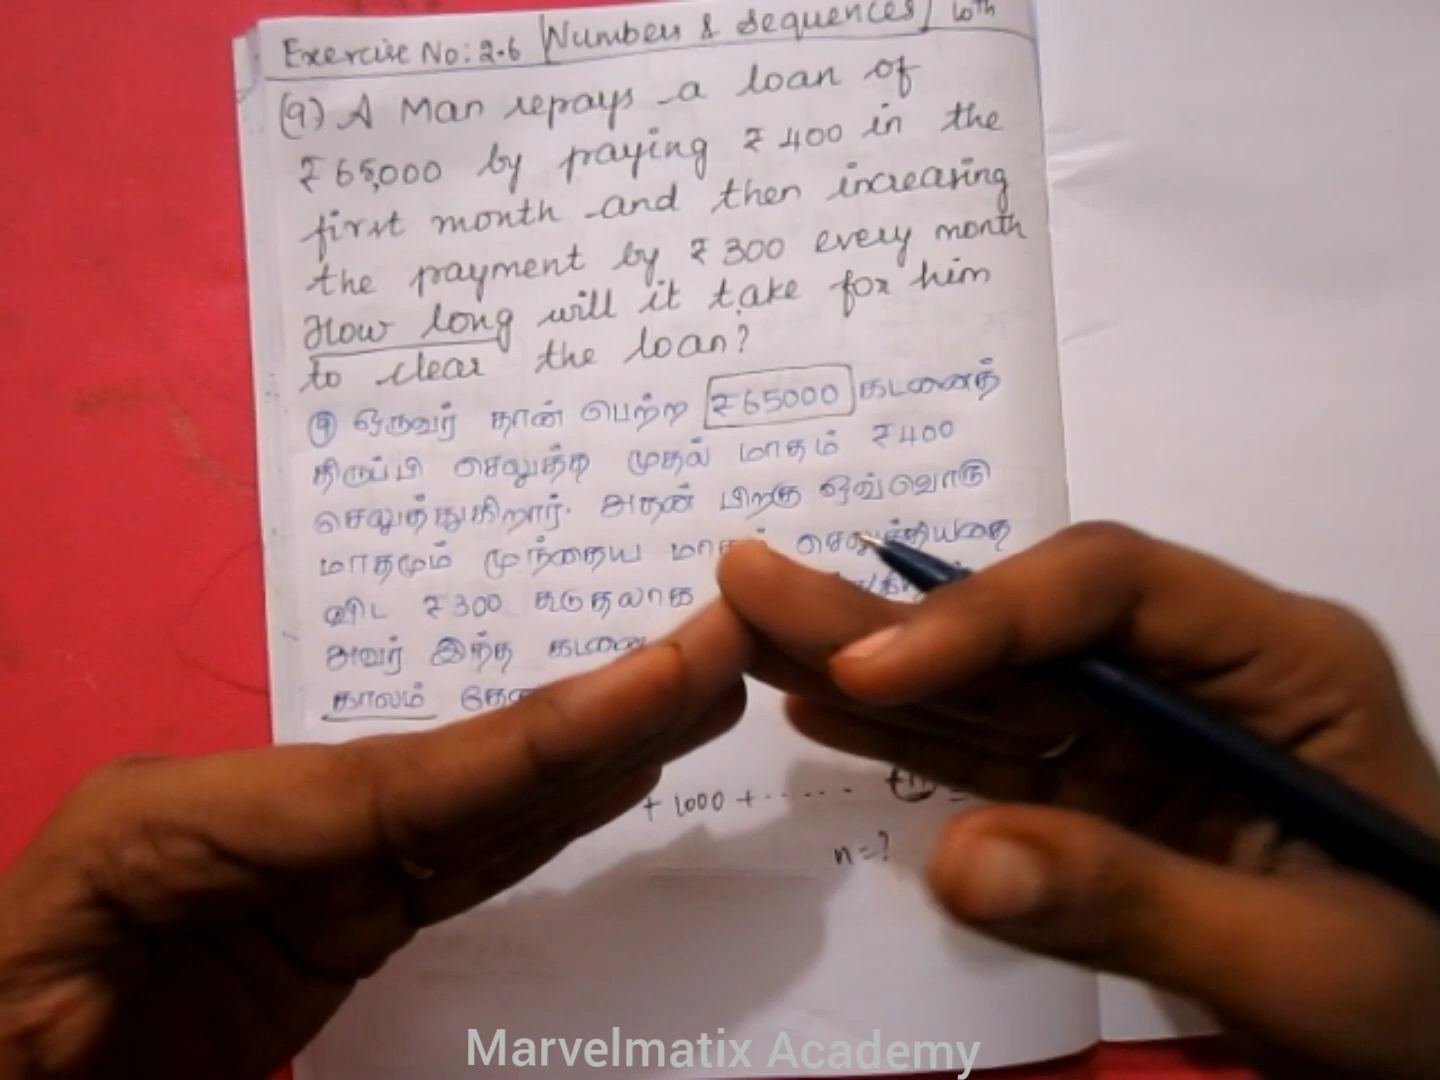 Exercise No: 2.6 Numbers & Sequences 10th
(9) A Man repays a loan of
₹65,000 by paying ₹400 in the
first month and then increasing
the payment by ₹300 every month
How long will it take for him
to clear the loan?
(9) ஒருவர் தான் பெற்ற ₹65000 கடனைத்
திருப்பி செலுத்த முதல் மாதம் ₹400
செலுத்துகிறார். அதன் பிறகு ஒவ்வொரு
மாதமும் முந்தைய செலுத்தியதை
விட ₹300 கூடுதலாக
அவர் இந்த
காலம்
+ 1000 + ......
n=?
Marvelmatix Academy